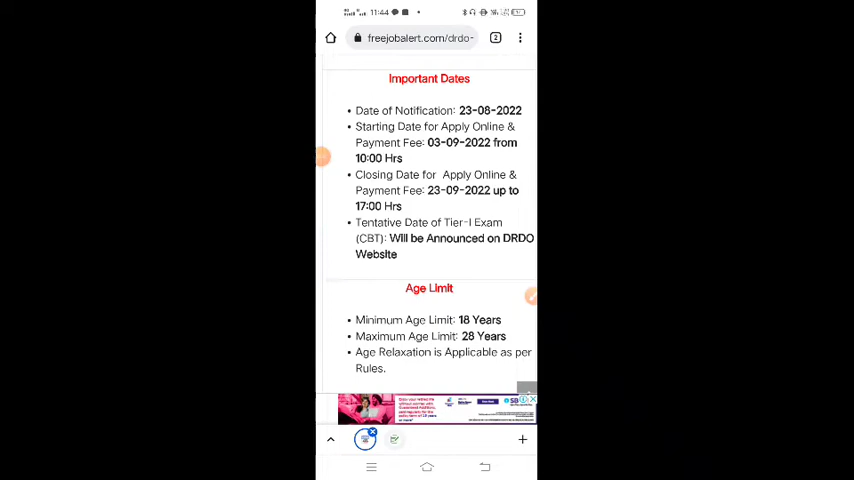 11:44
freejobalert.com/drdo-
2
Important Dates
• Date of Notification: 23-08-2022
• Starting Date for Apply Online &
Payment Fee: 03-09-2022 from
10:00 Hrs
• Closing Date for Apply Online &
Payment Fee: 23-09-2022 up to
17:00 Hrs
• Tentative Date of Tier-I Exam
(CBT): Will be Announced on DRDO
Website
Age Limit
• Minimum Age Limit: 18 Years
• Maximum Age Limit: 28 Years
• Age Relaxation is Applicable as per
Rules.